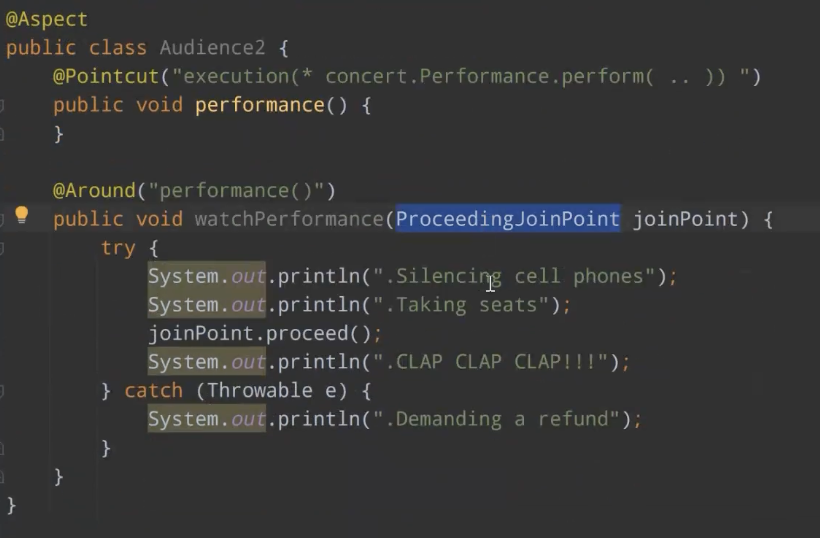 @Aspect
public class Audience2 {
    @Pointcut("execution(* concert.Performance.perform( .. )) ")
    public void performance() {
    }
    @Around("performance()")
    public void watchPerformance(ProceedingJoinPoint joinPoint) {
        try {
            System.out.println(".Silencing cell phones");
            System.out.println(".Taking seats");
            joinPoint.proceed();
            System.out.println(".CLAP CLAP CLAP!!!");
        } catch (Throwable e) {
            System.out.println(".Demanding a refund");
        }
    }
}